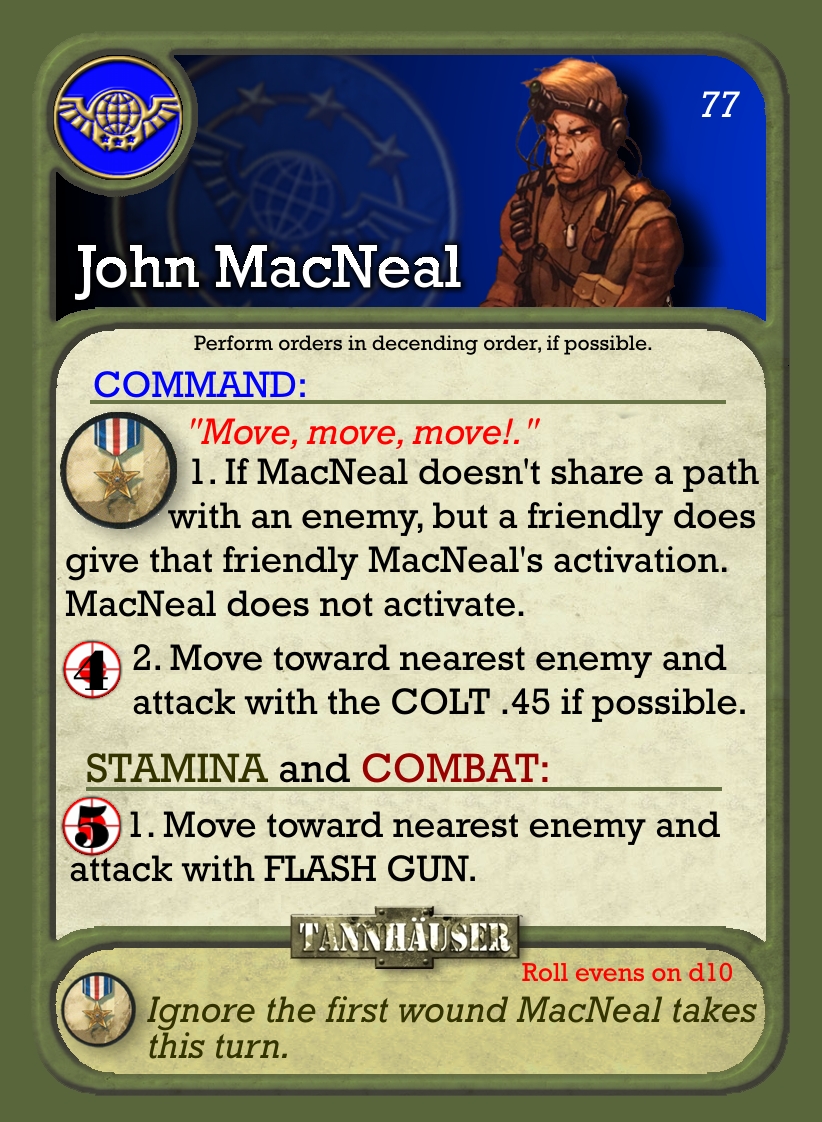 77
John MacNeal
Perform orders in decending order, if possible.
COMMAND:
"Move, move, move!."
1. If MacNeal doesn't share a path
with an enemy, but a friendly does
give that friendly MacNeal's activation.
MacNeal does not activate.
4 2. Move toward nearest enemy and
attack with the COLT .45 if possible.
STAMINA and COMBAT:
5 1. Move toward nearest enemy and
attack with FLASH GUN.
TANNHÄUSER
Roll evens on d10
Ignore the first wound MacNeal takes
this turn.